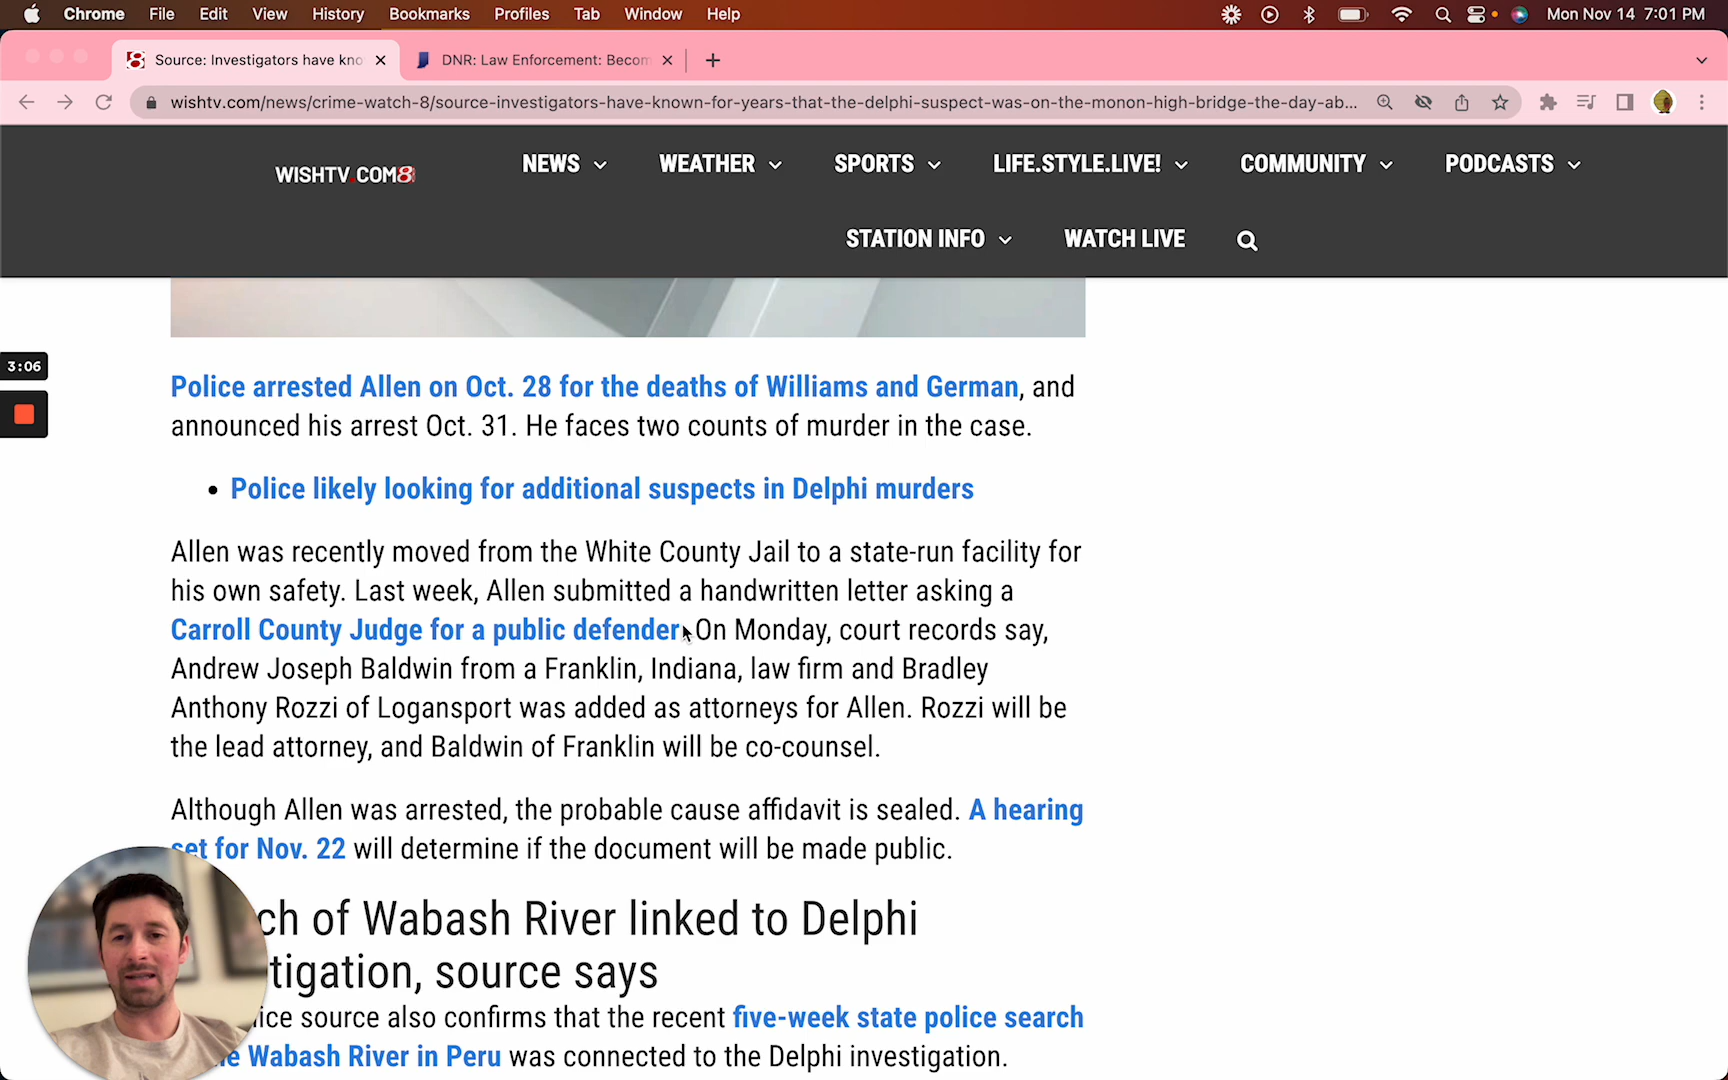 Chrome File Edit View History Bookmarks Profiles Tab Window Help Mon Nov 14 7:01 PM
Source: Investigators have kno DNR: Law Enforcement: Becom
wishtv.com/news/crime-watch-8/source-investigators-have-known-for-years-that-the-delphi-suspect-was-on-the-monon-high-bridge-the-day-ab...
WISHTV.COM8 NEWS WEATHER SPORTS LIFE.STYLE.LIVE! COMMUNITY PODCASTS
STATION INFO WATCH LIVE
3:06
Police arrested Allen on Oct. 28 for the deaths of Williams and German, and
announced his arrest Oct. 31. He faces two counts of murder in the case.
• Police likely looking for additional suspects in Delphi murders
Allen was recently moved from the White County Jail to a state-run facility for
his own safety. Last week, Allen submitted a handwritten letter asking a
Carroll County Judge for a public defender. On Monday, court records say,
Andrew Joseph Baldwin from a Franklin, Indiana, law firm and Bradley
Anthony Rozzi of Logansport was added as attorneys for Allen. Rozzi will be
the lead attorney, and Baldwin of Franklin will be co-counsel.
Although Allen was arrested, the probable cause affidavit is sealed. A hearing
set for Nov. 22 will determine if the document will be made public.
ch of Wabash River linked to Delphi
tigation, source says
ice source also confirms that the recent five-week state police search
e Wabash River in Peru was connected to the Delphi investigation.